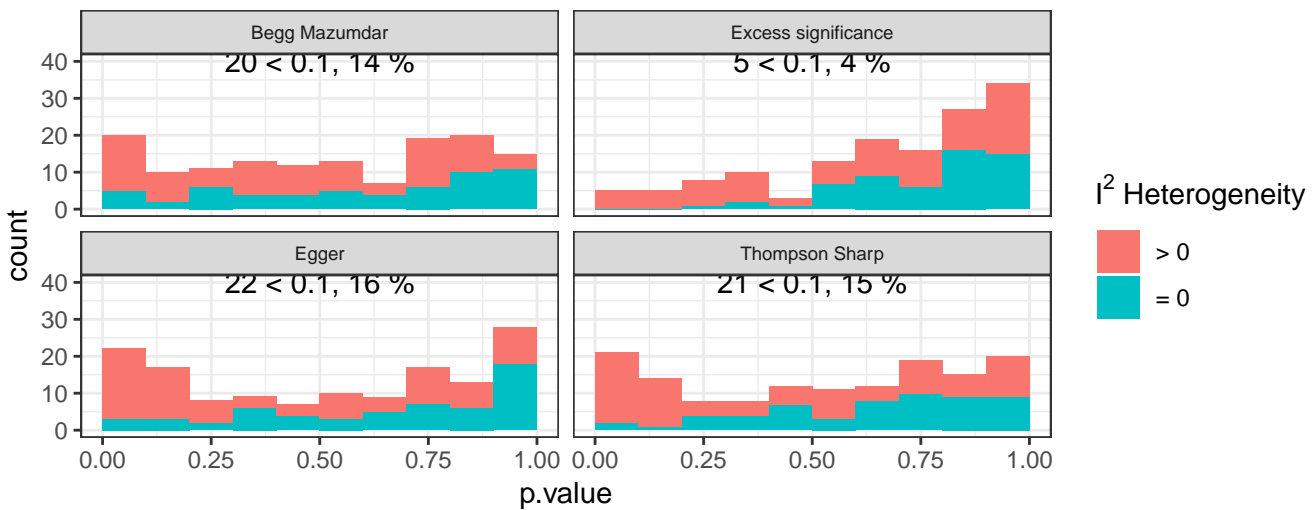 Begg Mazumdar
Excess significance
20 < 0.1, 14 %
5 < 0.1, 4 %
40
30
20
10
0
Egger
Thompson Sharp
22 < 0.1, 16 %
21 < 0.1, 15 %
40
30
20
10
0
0.00 0.25 0.50 0.75 1.00
0.00 0.25 0.50 0.75 1.00
p.value
count
I² Heterogeneity
> 0
= 0